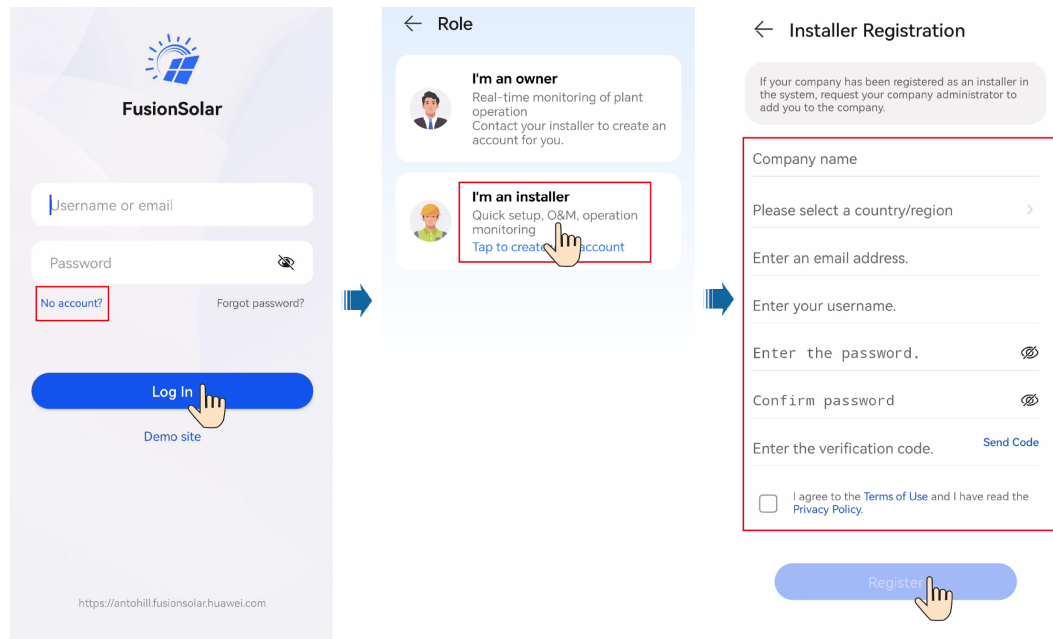 FusionSolar
Username or email
Password
No account?
Forgot password?
Log In
Demo site
https://antohill.fusionsolar.huawei.com
Role
I'm an owner
Real-time monitoring of plant
operation
Contact your installer to create an
account for you.
I'm an installer
Quick setup, O&M, operation
monitoring
Tap to create account
Installer Registration
If your company has been registered as an installer in
the system, request your company administrator to
add you to the company.
Company name
Please select a country/region
Enter an email address.
Enter your username.
Enter the password.
Confirm password
Enter the verification code.
Send Code
I agree to the Terms of Use and I have read the
Privacy Policy.
Register